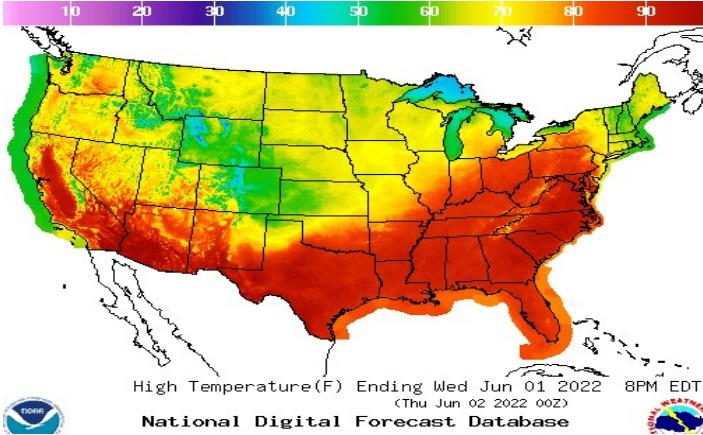 10 20 30 40 50 60 70 80 90
High Temperature(F) Ending Wed Jun 01 2022 8PM EDT
(Thu Jun 02 2022 00Z)
National Digital Forecast Database
NOAA